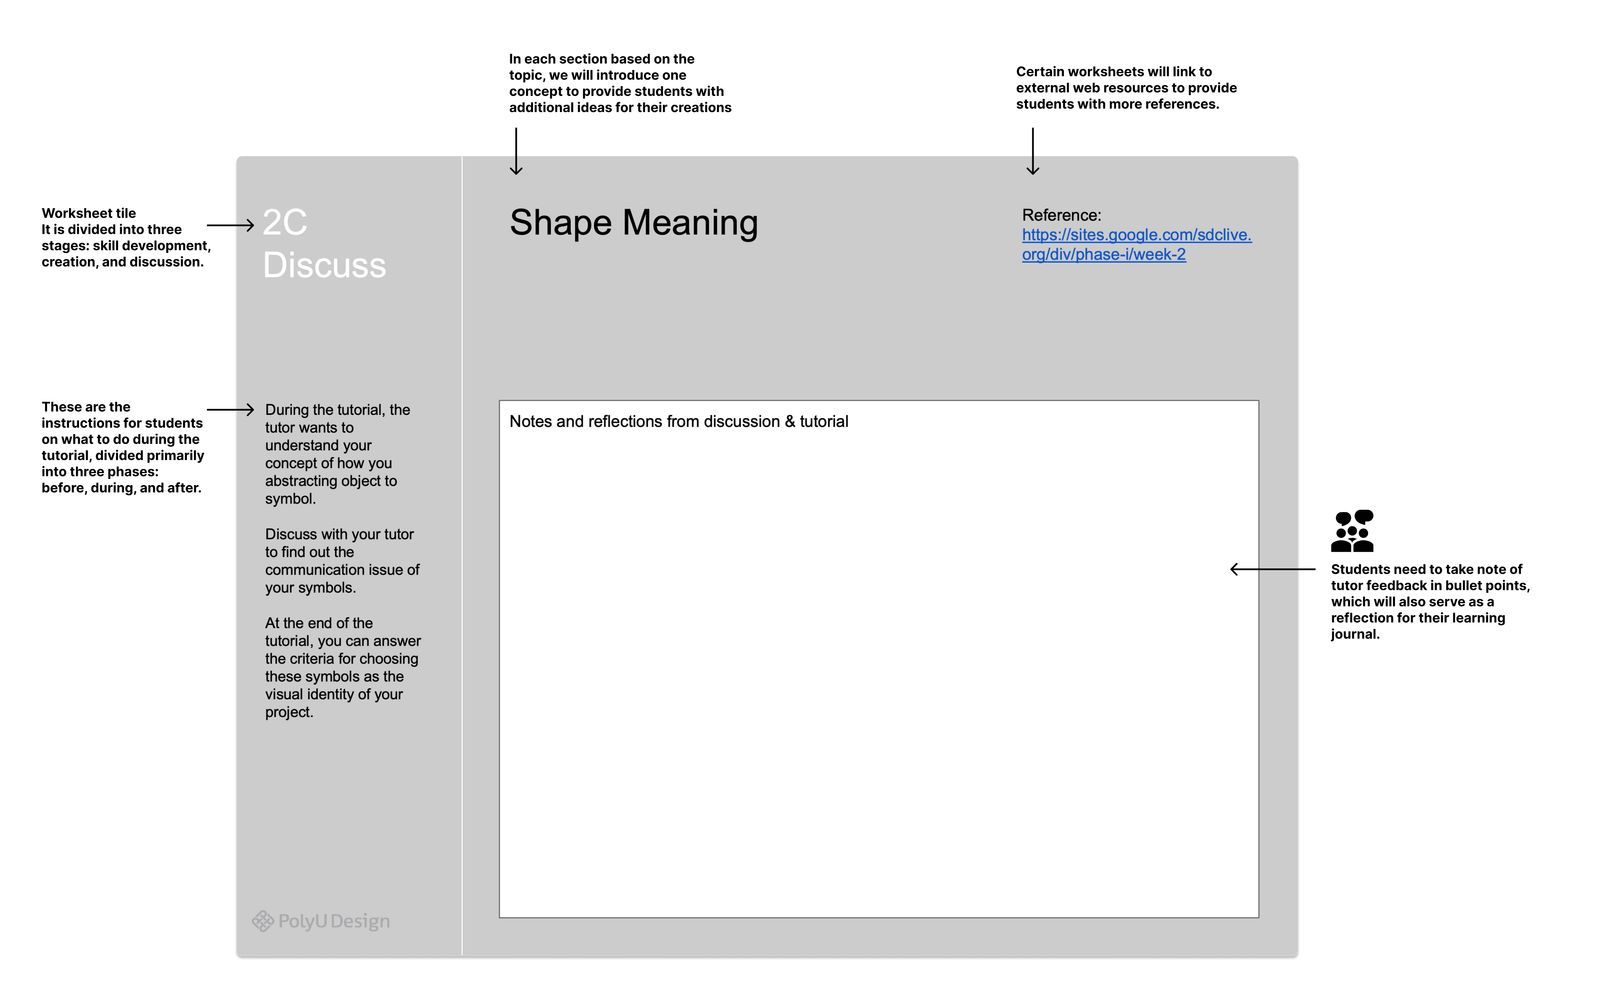 In each section based on the
topic, we will introduce one
concept to provide students with
additional ideas for their creations
Certain worksheets will link to
external web resources to provide
students with more references.
Worksheet tile
It is divided into three
stages: skill development,
creation, and discussion.
2C
Discuss
Shape Meaning
Reference:
https://sites.google.com/sdclive.
org/div/phase-i/week-2
These are the
instructions for students
on what to do during the
tutorial, divided primarily
into three phases:
before, during, and after.
During the tutorial, the
tutor wants to
understand your
concept of how you
abstracting object to
symbol.
Discuss with your tutor
to find out the
communication issue of
your symbols.
At the end of the
tutorial, you can answer
the criteria for choosing
these symbols as the
visual identity of your
project.
Notes and reflections from discussion & tutorial
Students need to take note of
tutor feedback in bullet points,
which will also serve as a
reflection for their learning
journal.
PolyU Design